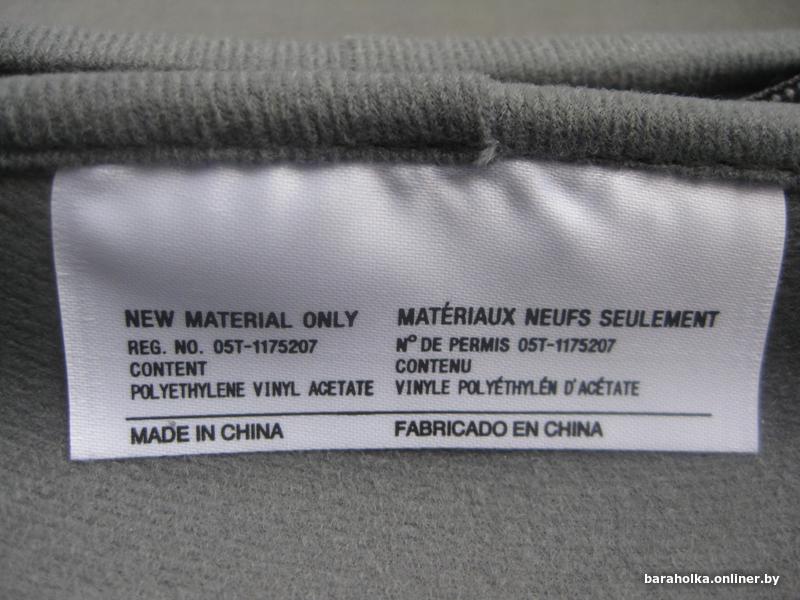 NEW MATERIAL ONLY
REG. NO. 05T-1175207
CONTENT
POLYETHYLENE VINYL ACETATE
MATÉRIAUX NEUFS SEULEMENT
Nº DE PERMIS 05T-1175207
CONTENU
VINYLE POLYÉTHYLÉN D'ACÉTATE
MADE IN CHINA
FABRICADO EN CHINA
baraholka.onliner.by